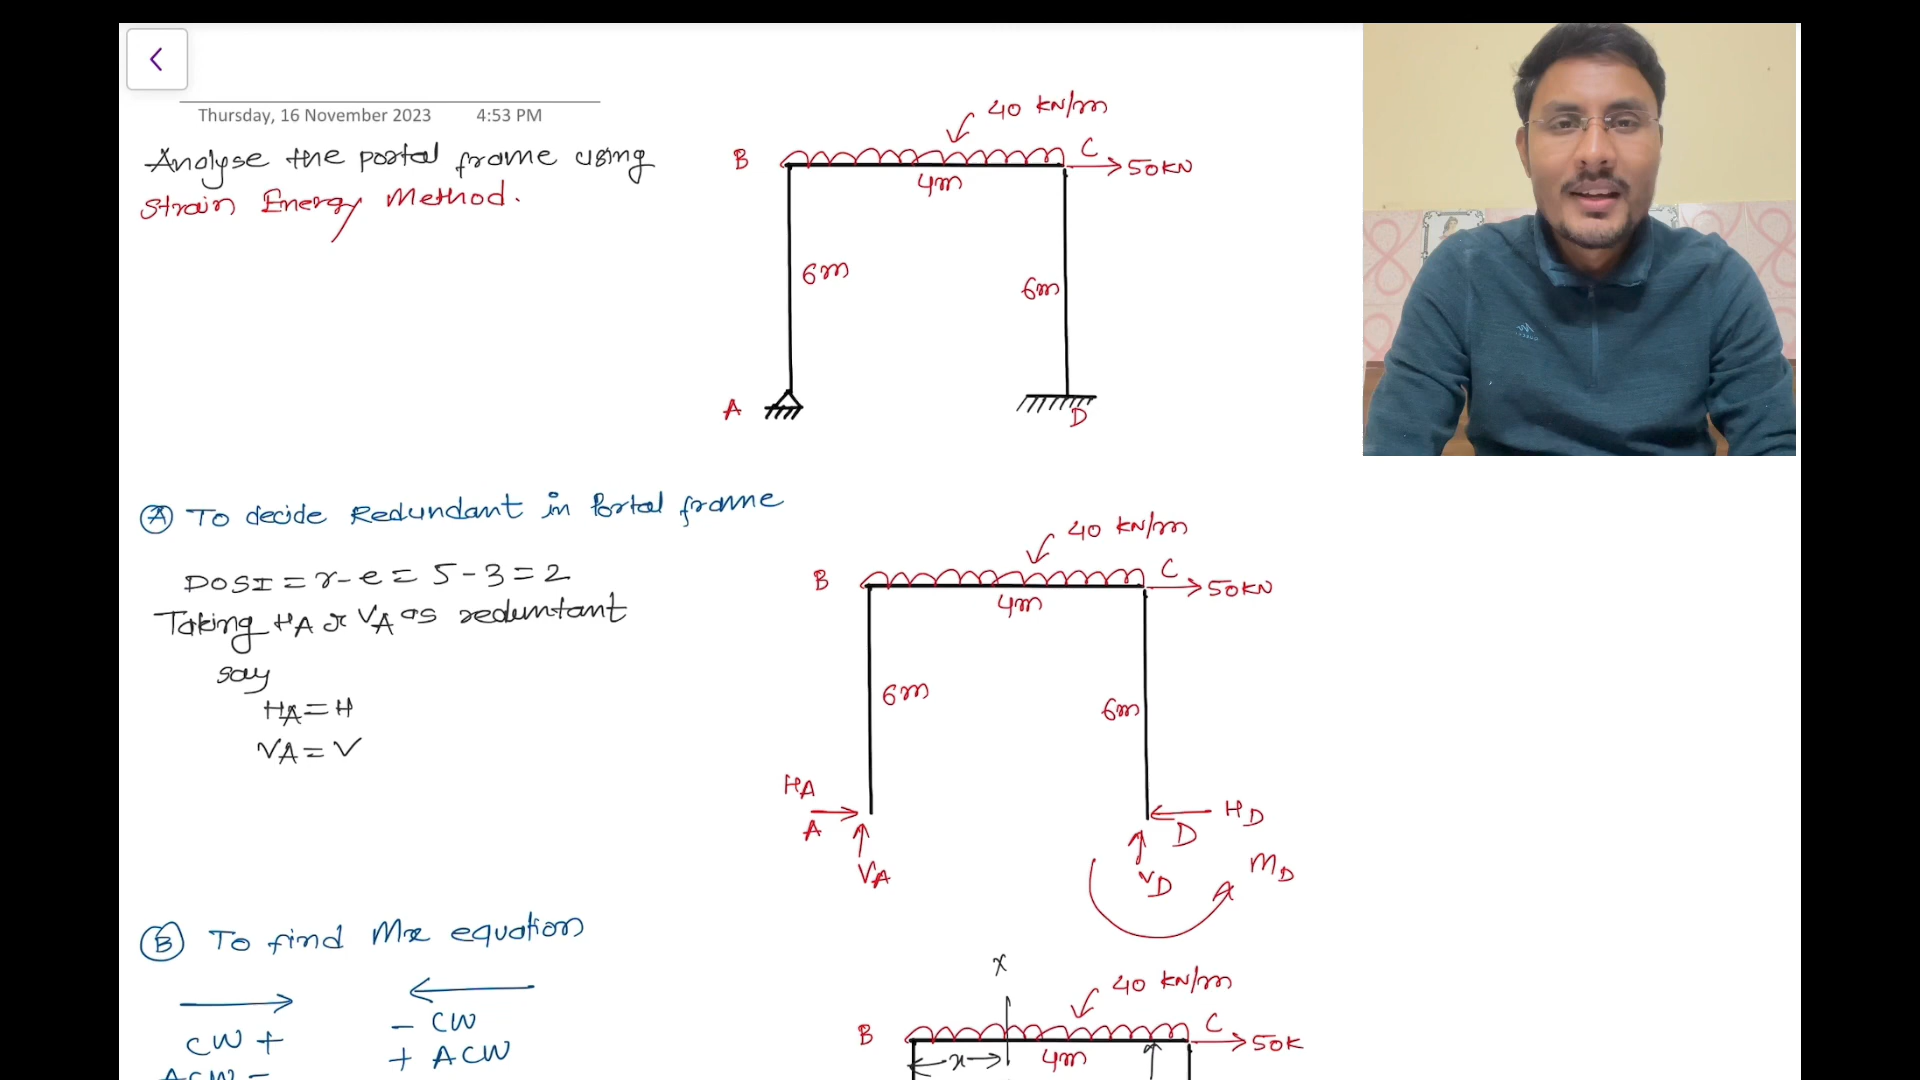 Thursday, 16 November 2023 4:53 PM
Analyse the portal frame using
Strain Energy Method.
40 kN/m
B
C
50KN
4m
6m
6m
A
D
(A) To decide Redundant in Portal frame
DOSI = r-e = 5-3=2
Taking HA & VA as reduntant
say
HA = H
VA = V
40 kN/m
B
C
50KN
4m
6m
6m
HA
A
VA
HD
D
VD
MD
(B) To find Mx equation
CW +
ACW -
- CW
+ ACW
x
40 kN/m
B
C
50K
x
4m